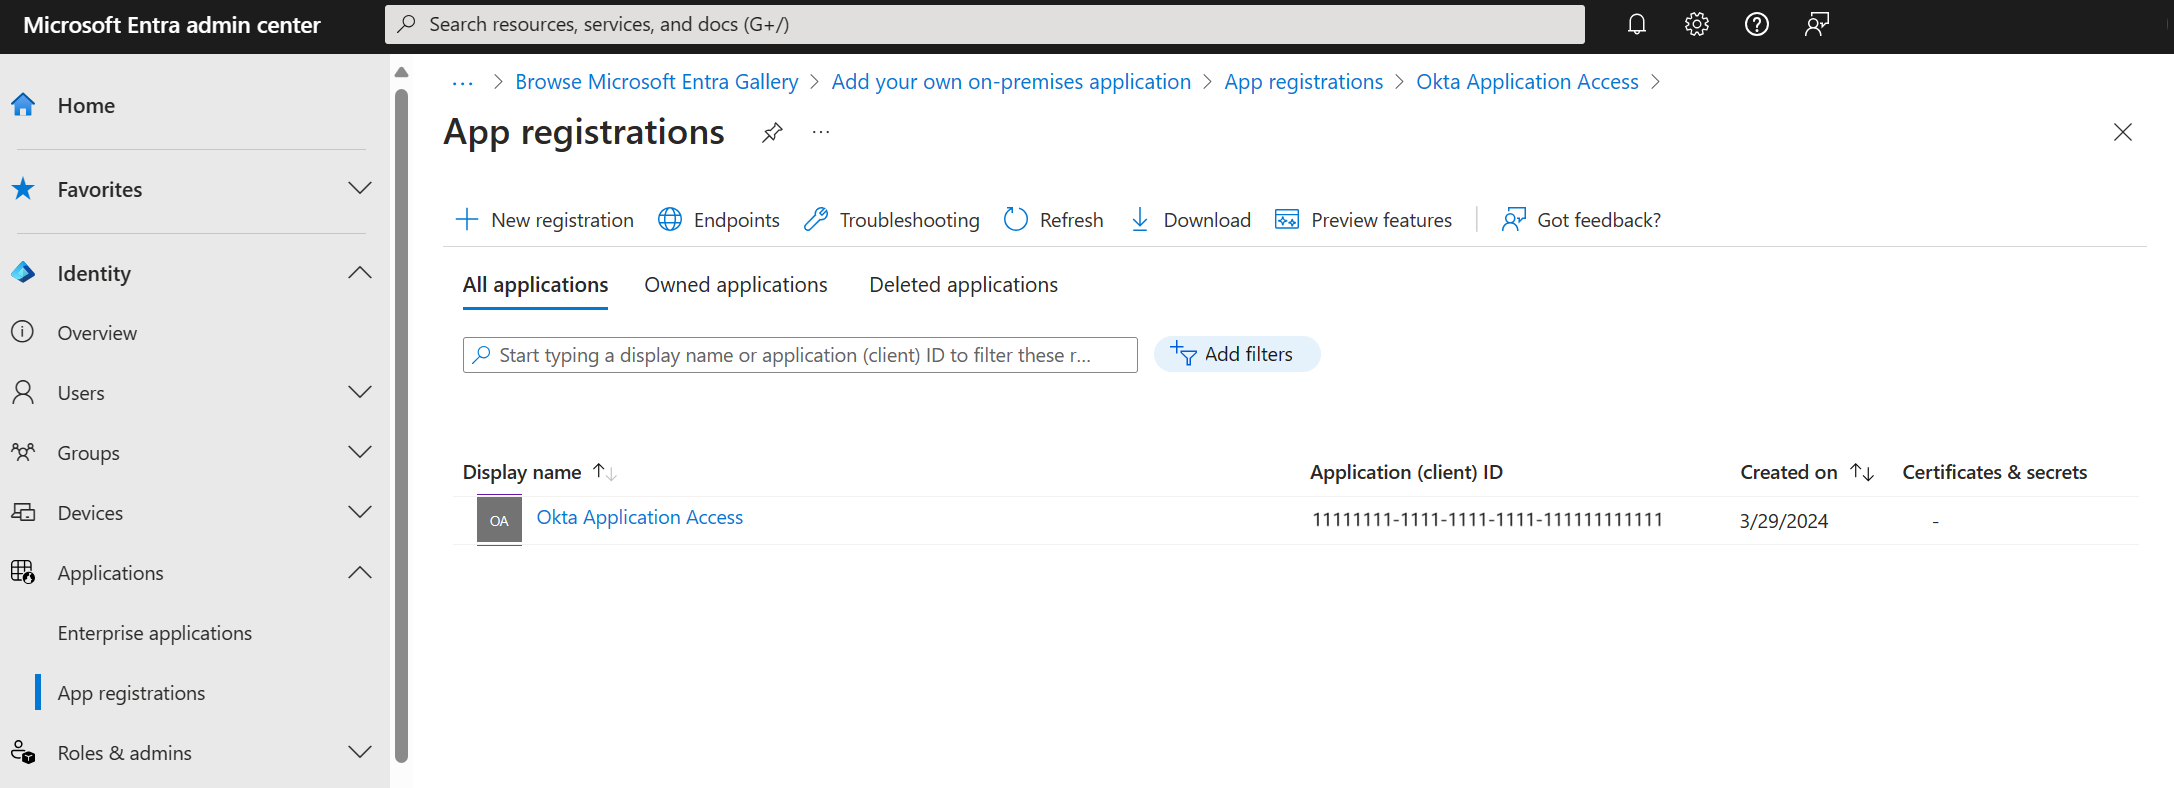 Microsoft Entra admin center
Search resources, services, and docs (G+/)
Home
Favorites
Identity
Overview
Users
Groups
Devices
Applications
Enterprise applications
App registrations
Roles & admins
··· > Browse Microsoft Entra Gallery > Add your own on-premises application > App registrations > Okta Application Access >
App registrations ···
New registration Endpoints Troubleshooting Refresh Download Preview features Got feedback?
All applications Owned applications Deleted applications
Start typing a display name or application (client) ID to filter these r... Add filters
Display name Application (client) ID Created on Certificates & secrets
OA Okta Application Access 11111111-1111-1111-1111-111111111111 3/29/2024 -